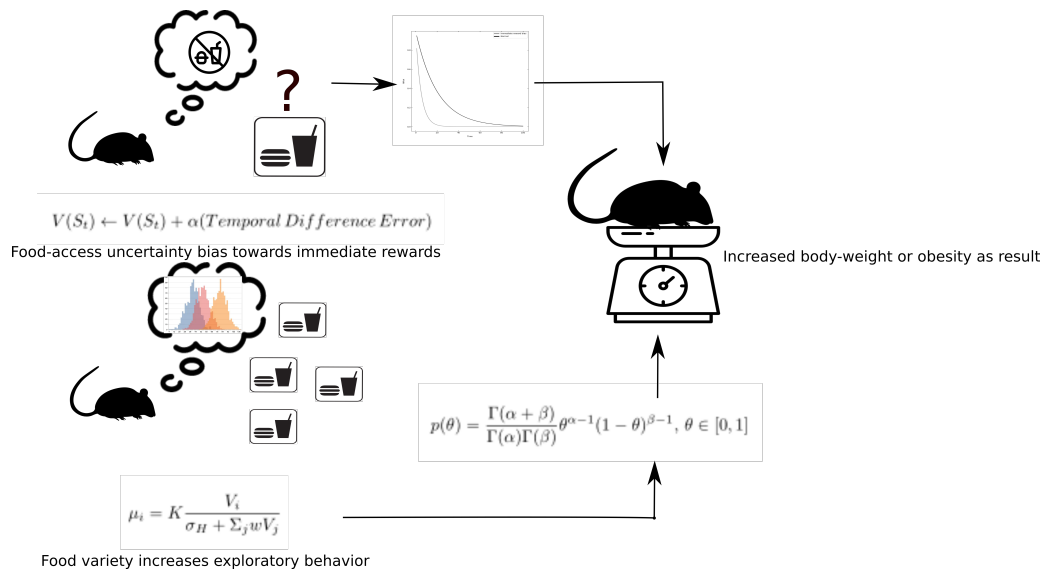 ?
V(S_t) ← V(S_t) + α(Temporal Difference Error)
Food-access uncertainty bias towards immediate rewards
Increased body-weight or obesity as result
p(θ) = Γ(α + β) / Γ(α)Γ(β) θ^{α−1}(1 − θ)^{β−1}, θ ∈ [0, 1]
μ_i = K V_i / σ_H + Σ_j wV_j
Food variety increases exploratory behavior